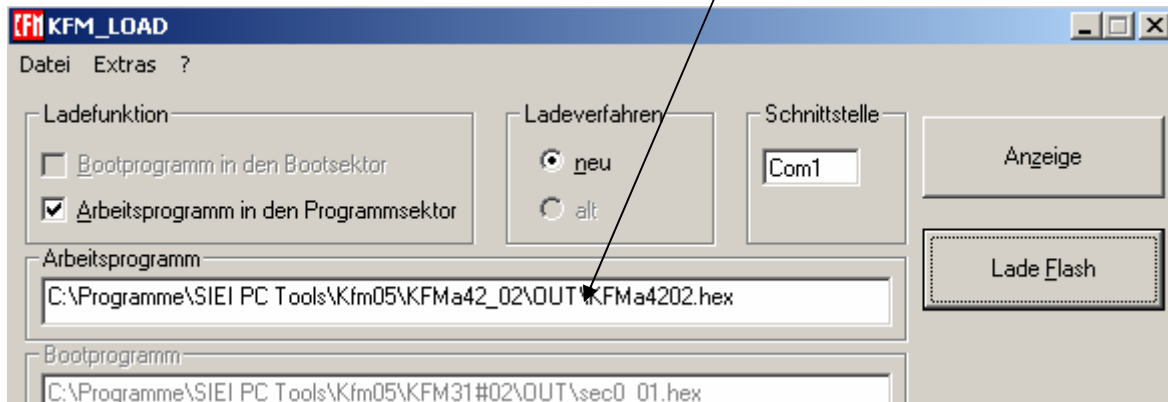 KFM KFM_LOAD
Datei Extras ?
Ladefunktion
Bootprogramm in den Bootsektor
Arbeitsprogramm in den Programmsektor
Ladeverfahren
neu
alt
Schnittstelle
Com1
Anzeige
Lade Flash
Arbeitsprogramm
C:\Programme\SIEI PC Tools\Kfm05\KFMa42_02\OUT\KFMa4202.hex
Bootprogramm
C:\Programme\SIEI PC Tools\Kfm05\KFM31#02\OUT\sec0_01.hex